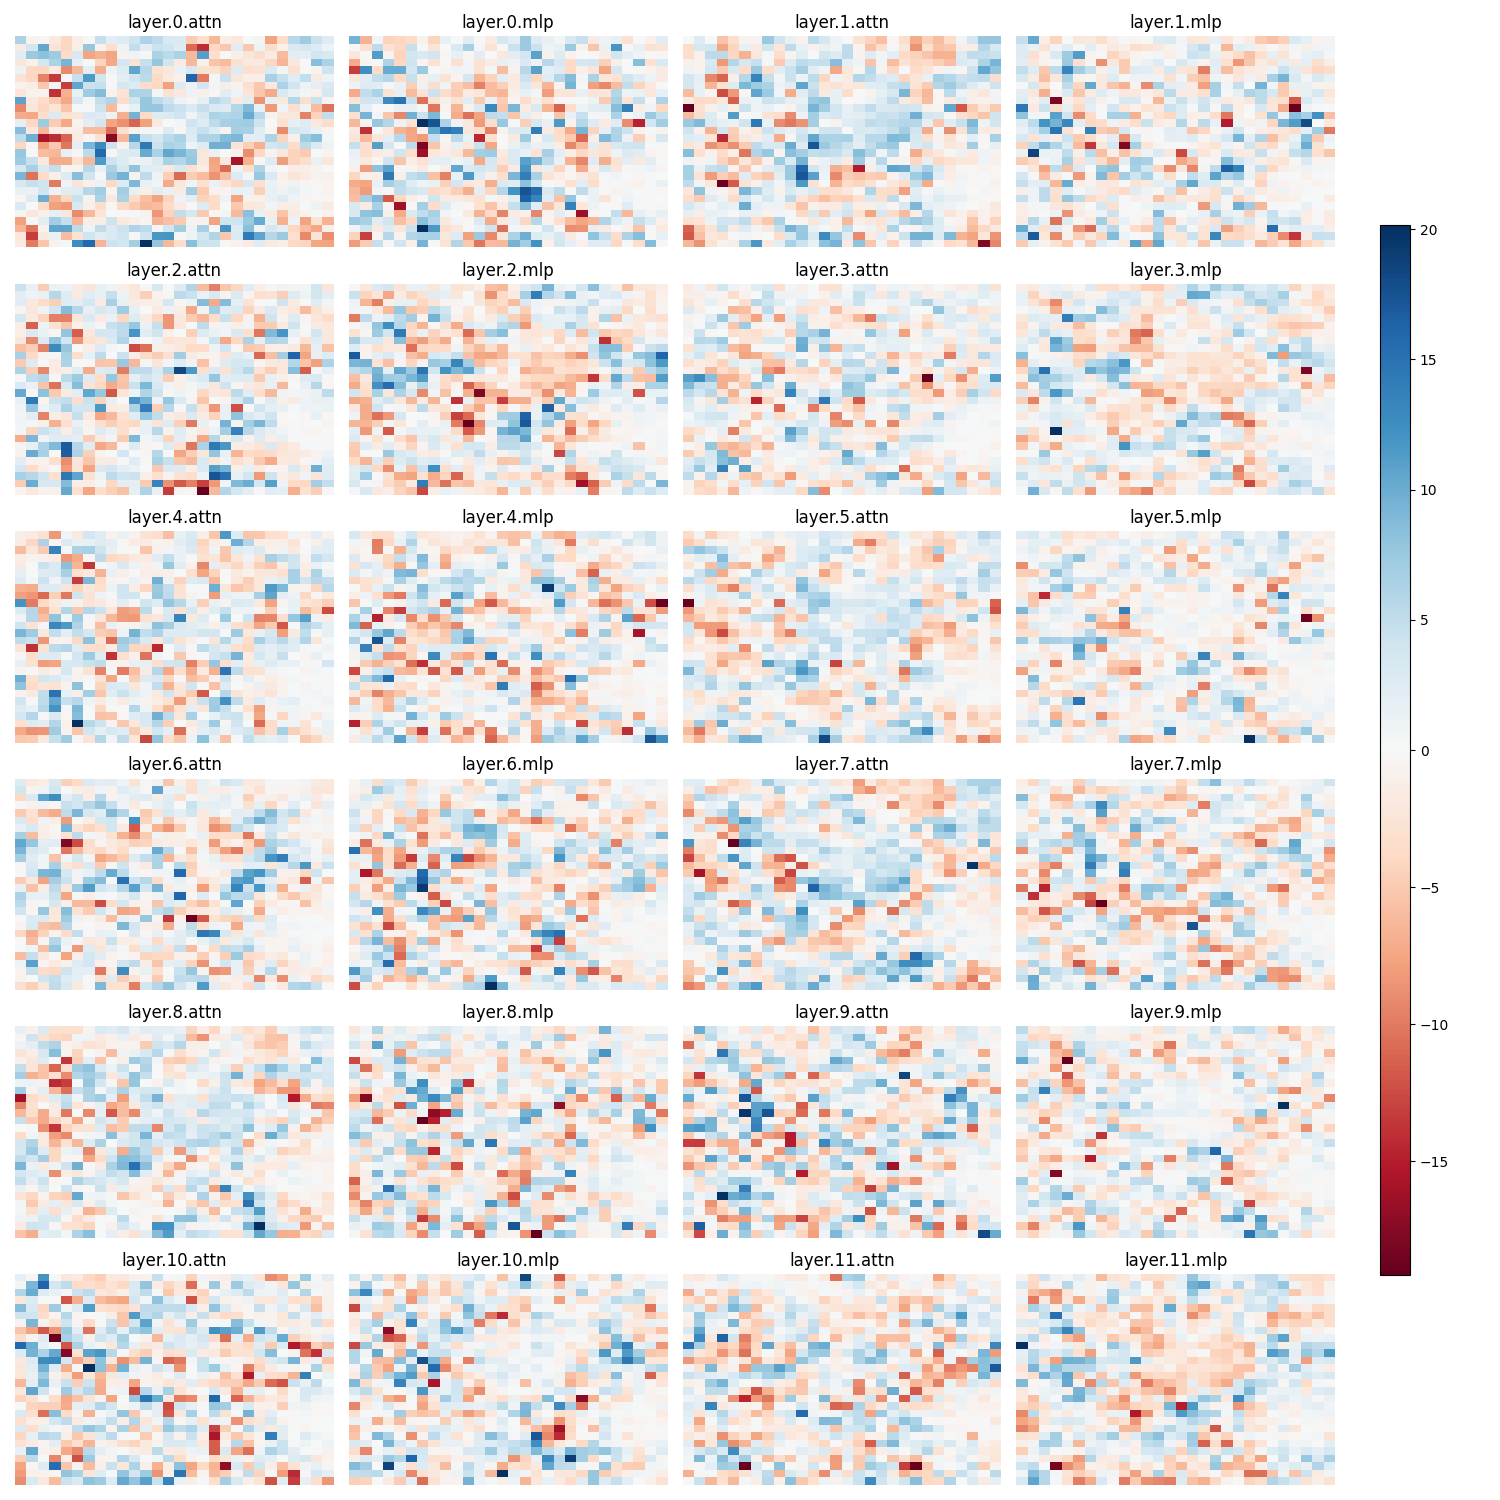 layer.0.attn layer.0.mlp layer.1.attn layer.1.mlp
layer.2.attn layer.2.mlp layer.3.attn layer.3.mlp
layer.4.attn layer.4.mlp layer.5.attn layer.5.mlp
layer.6.attn layer.6.mlp layer.7.attn layer.7.mlp
layer.8.attn layer.8.mlp layer.9.attn layer.9.mlp
layer.10.attn layer.10.mlp layer.11.attn layer.11.mlp
20
15
10
5
0
−5
−10
−15